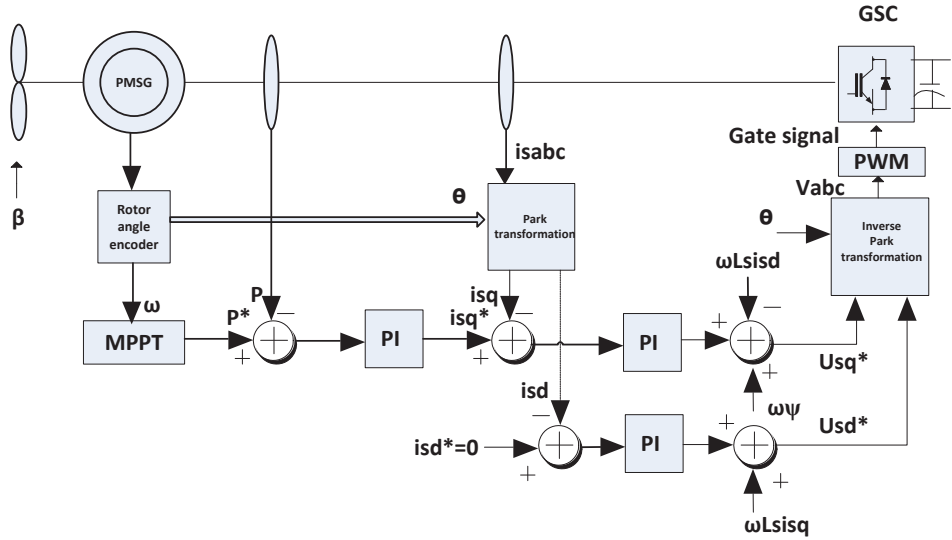 GSC
PMSG
Gate signal
isabc
PWM
Vabc
β
Rotor
angle
encoder
θ
Park
transformation
θ
Inverse
Park
transformation
ωLsisd
ω
P
−
isq
−
−
MPPT
P*
+
PI
isq*
+
PI
+
+
Usq*
isd
−
ωψ
+
Usd*
isd*=0
+
PI
+
ωLsisq